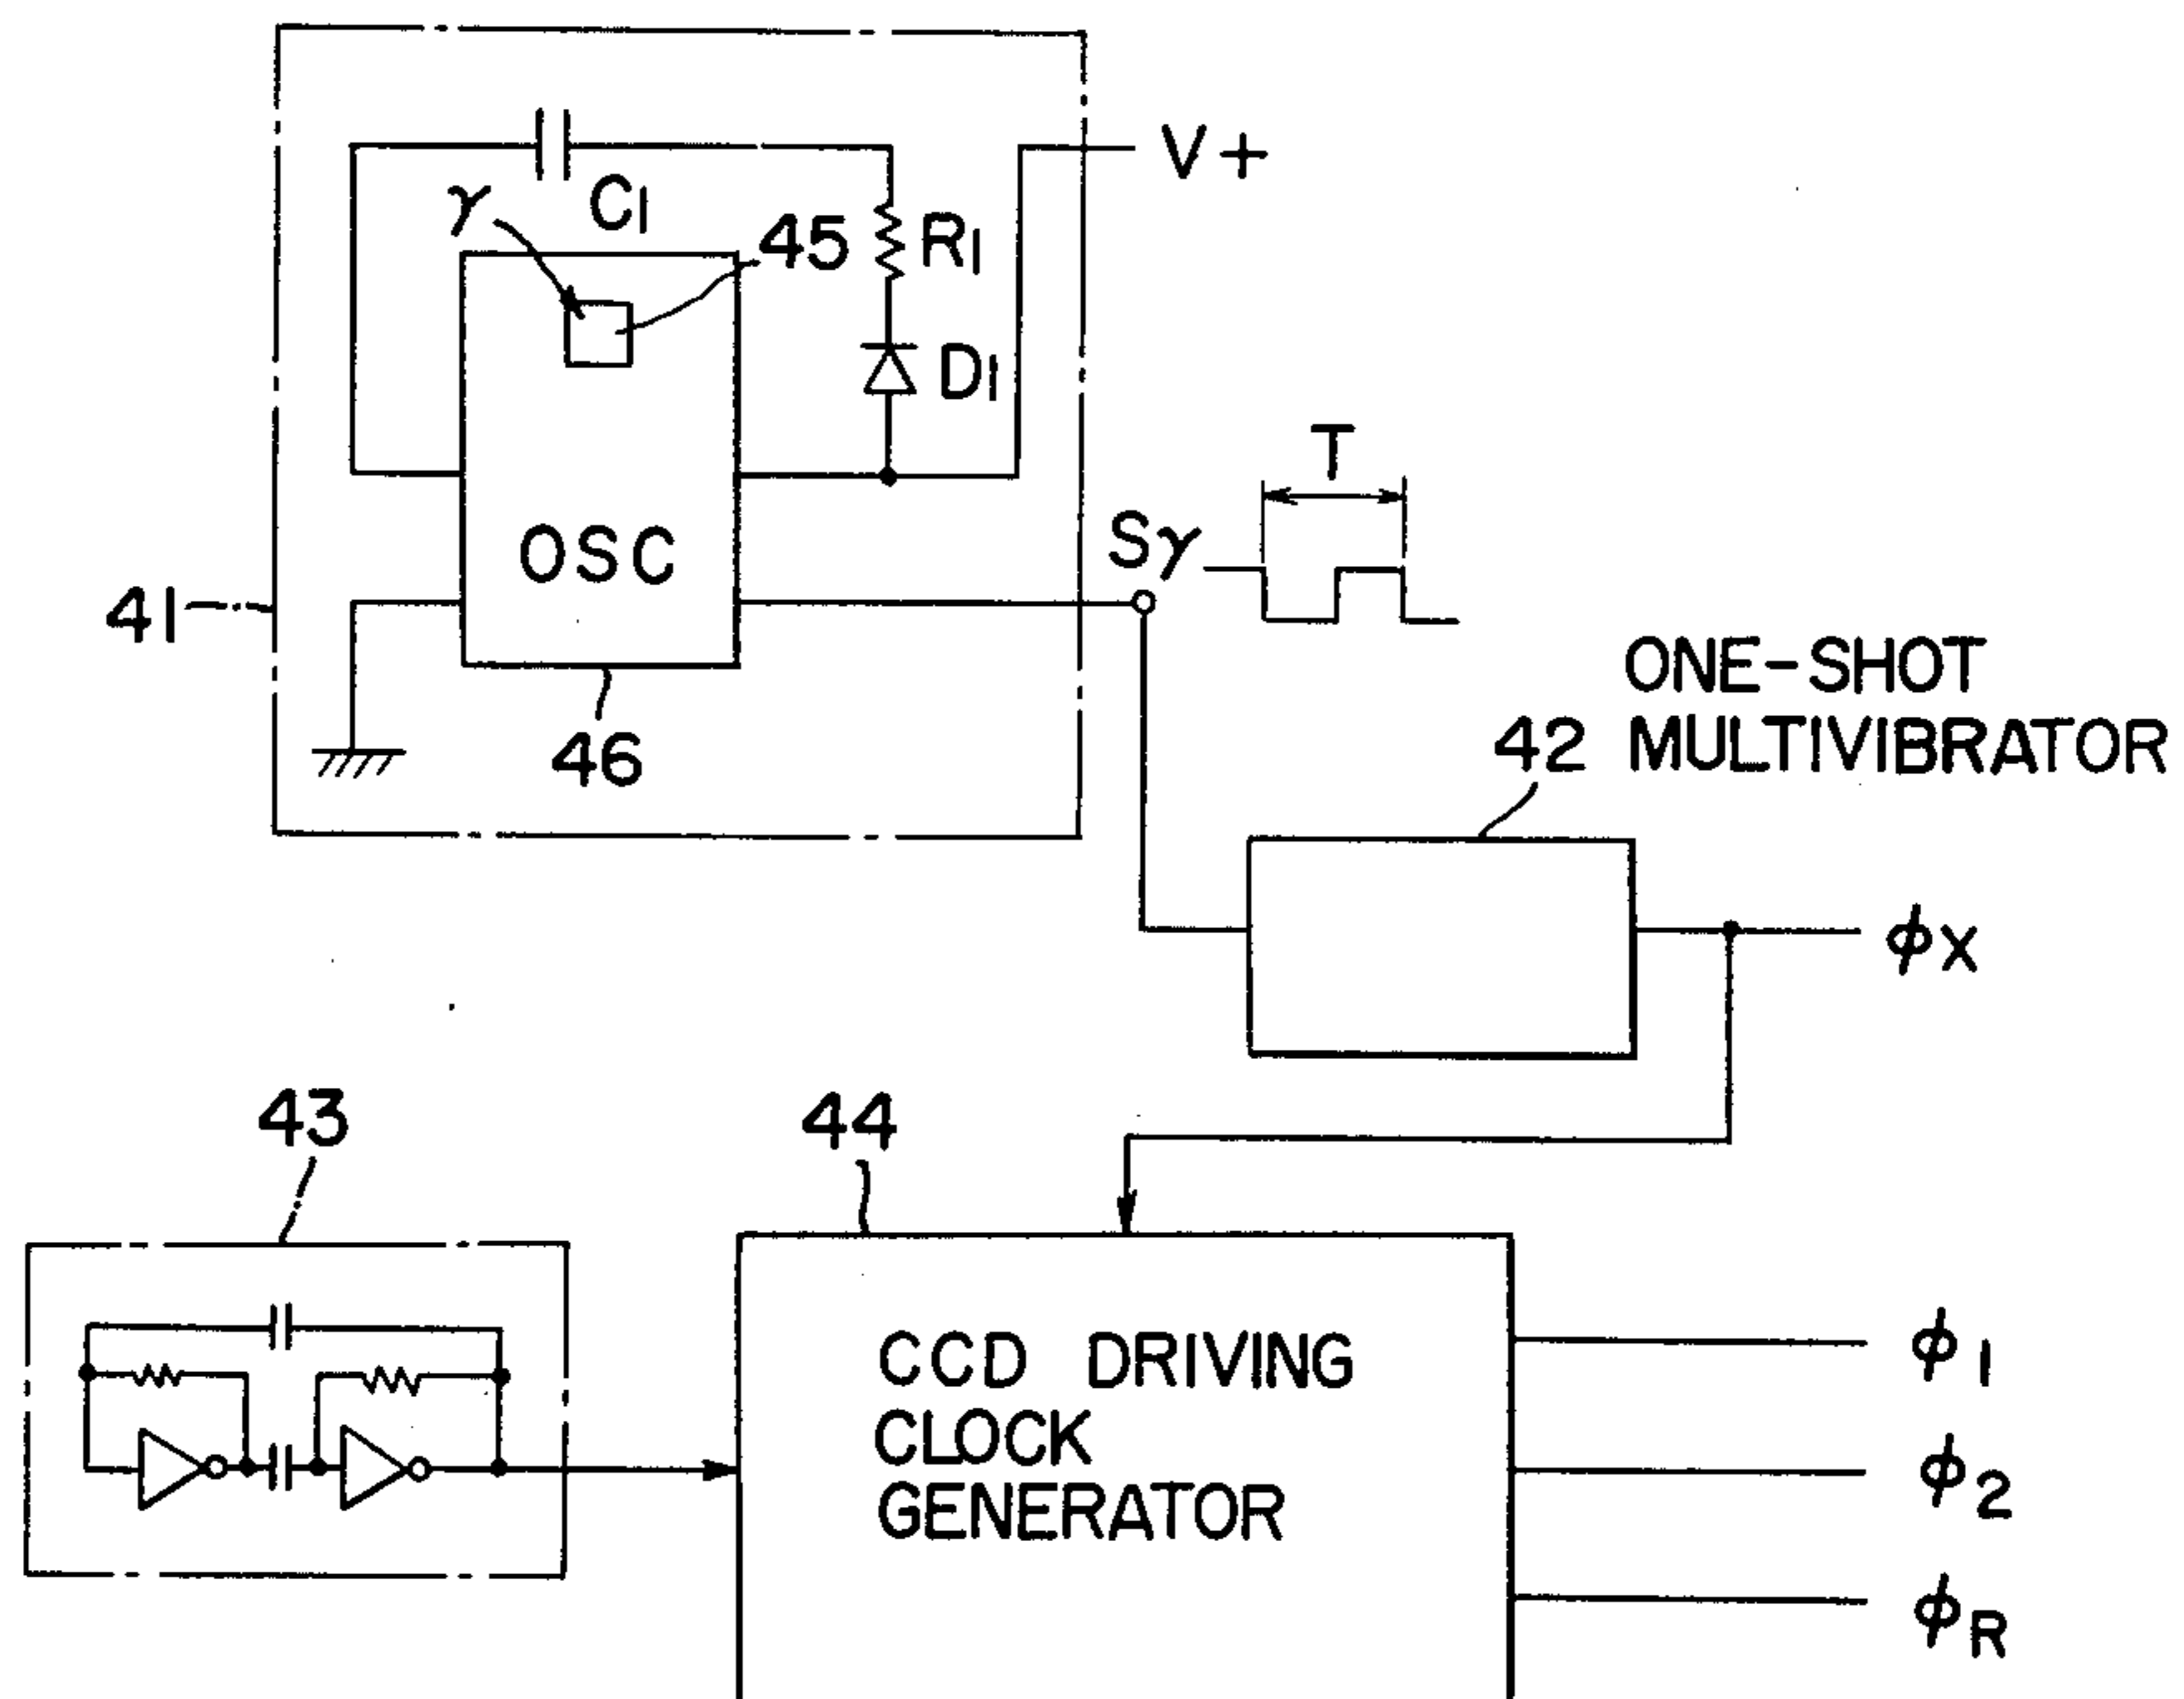 V+
γ
C1
45
R1
D1
T
Sγ
OSC
41
46
ONE-SHOT
42 MULTIVIBRATOR
ϕX
43
44
CCD DRIVING
CLOCK
GENERATOR
ϕ1
ϕ2
ϕR